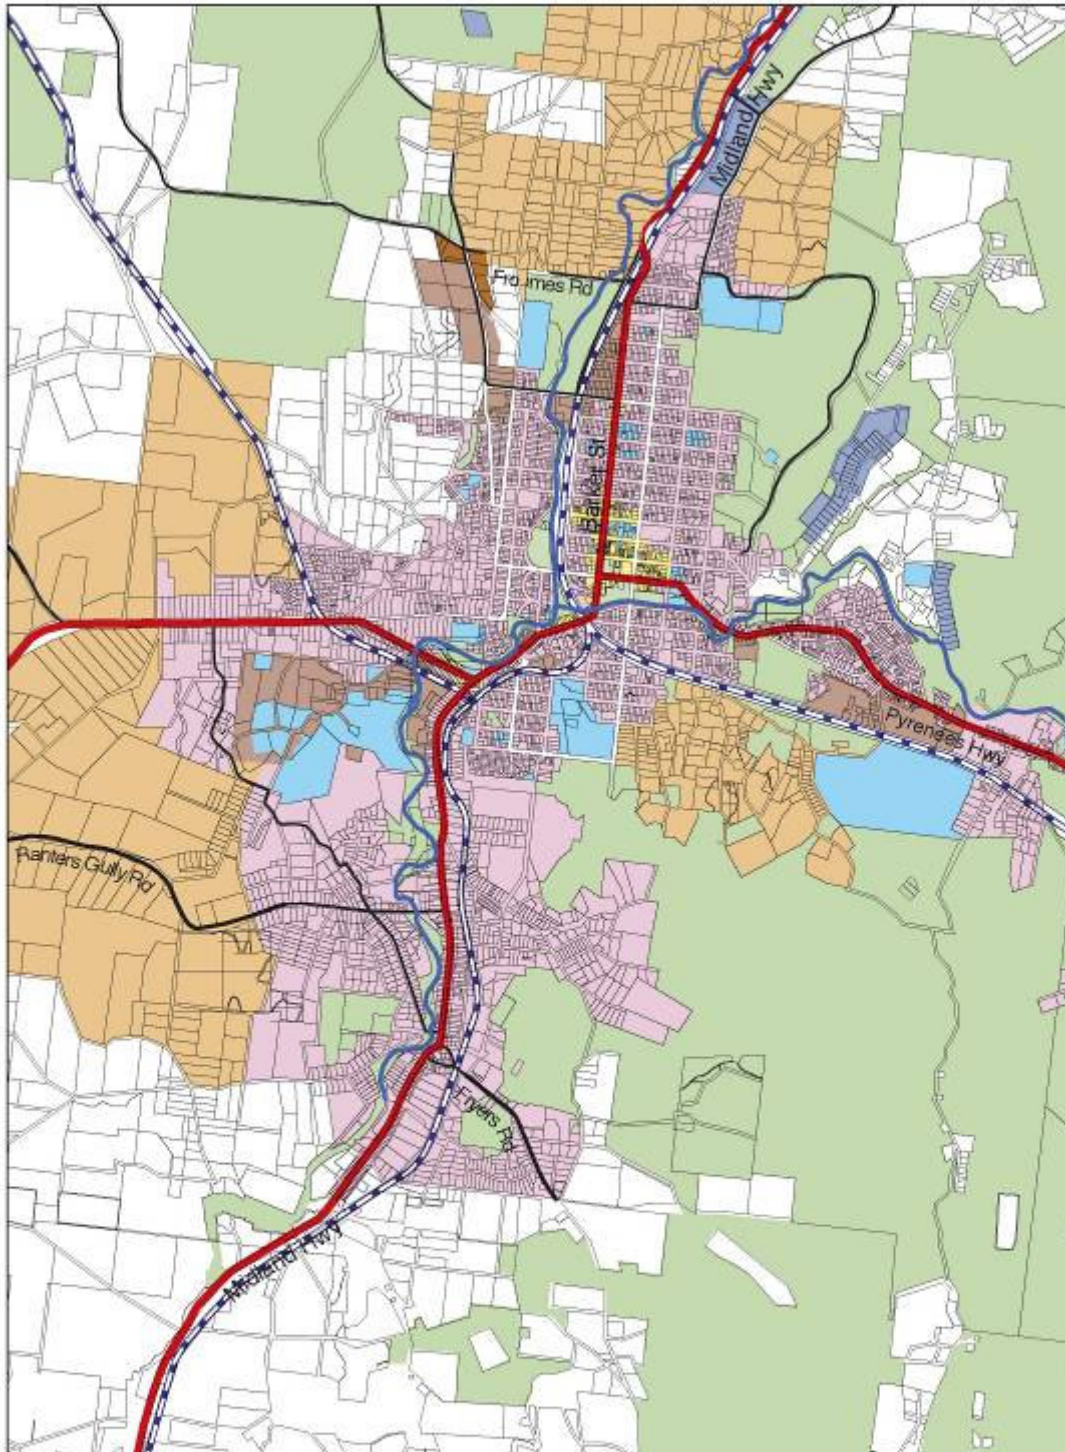 Midland Hwy
Froomes Rd
Barker St
Pyrenees Hwy
Ranters Gully Rd
Fryers Rd
Midland Hwy